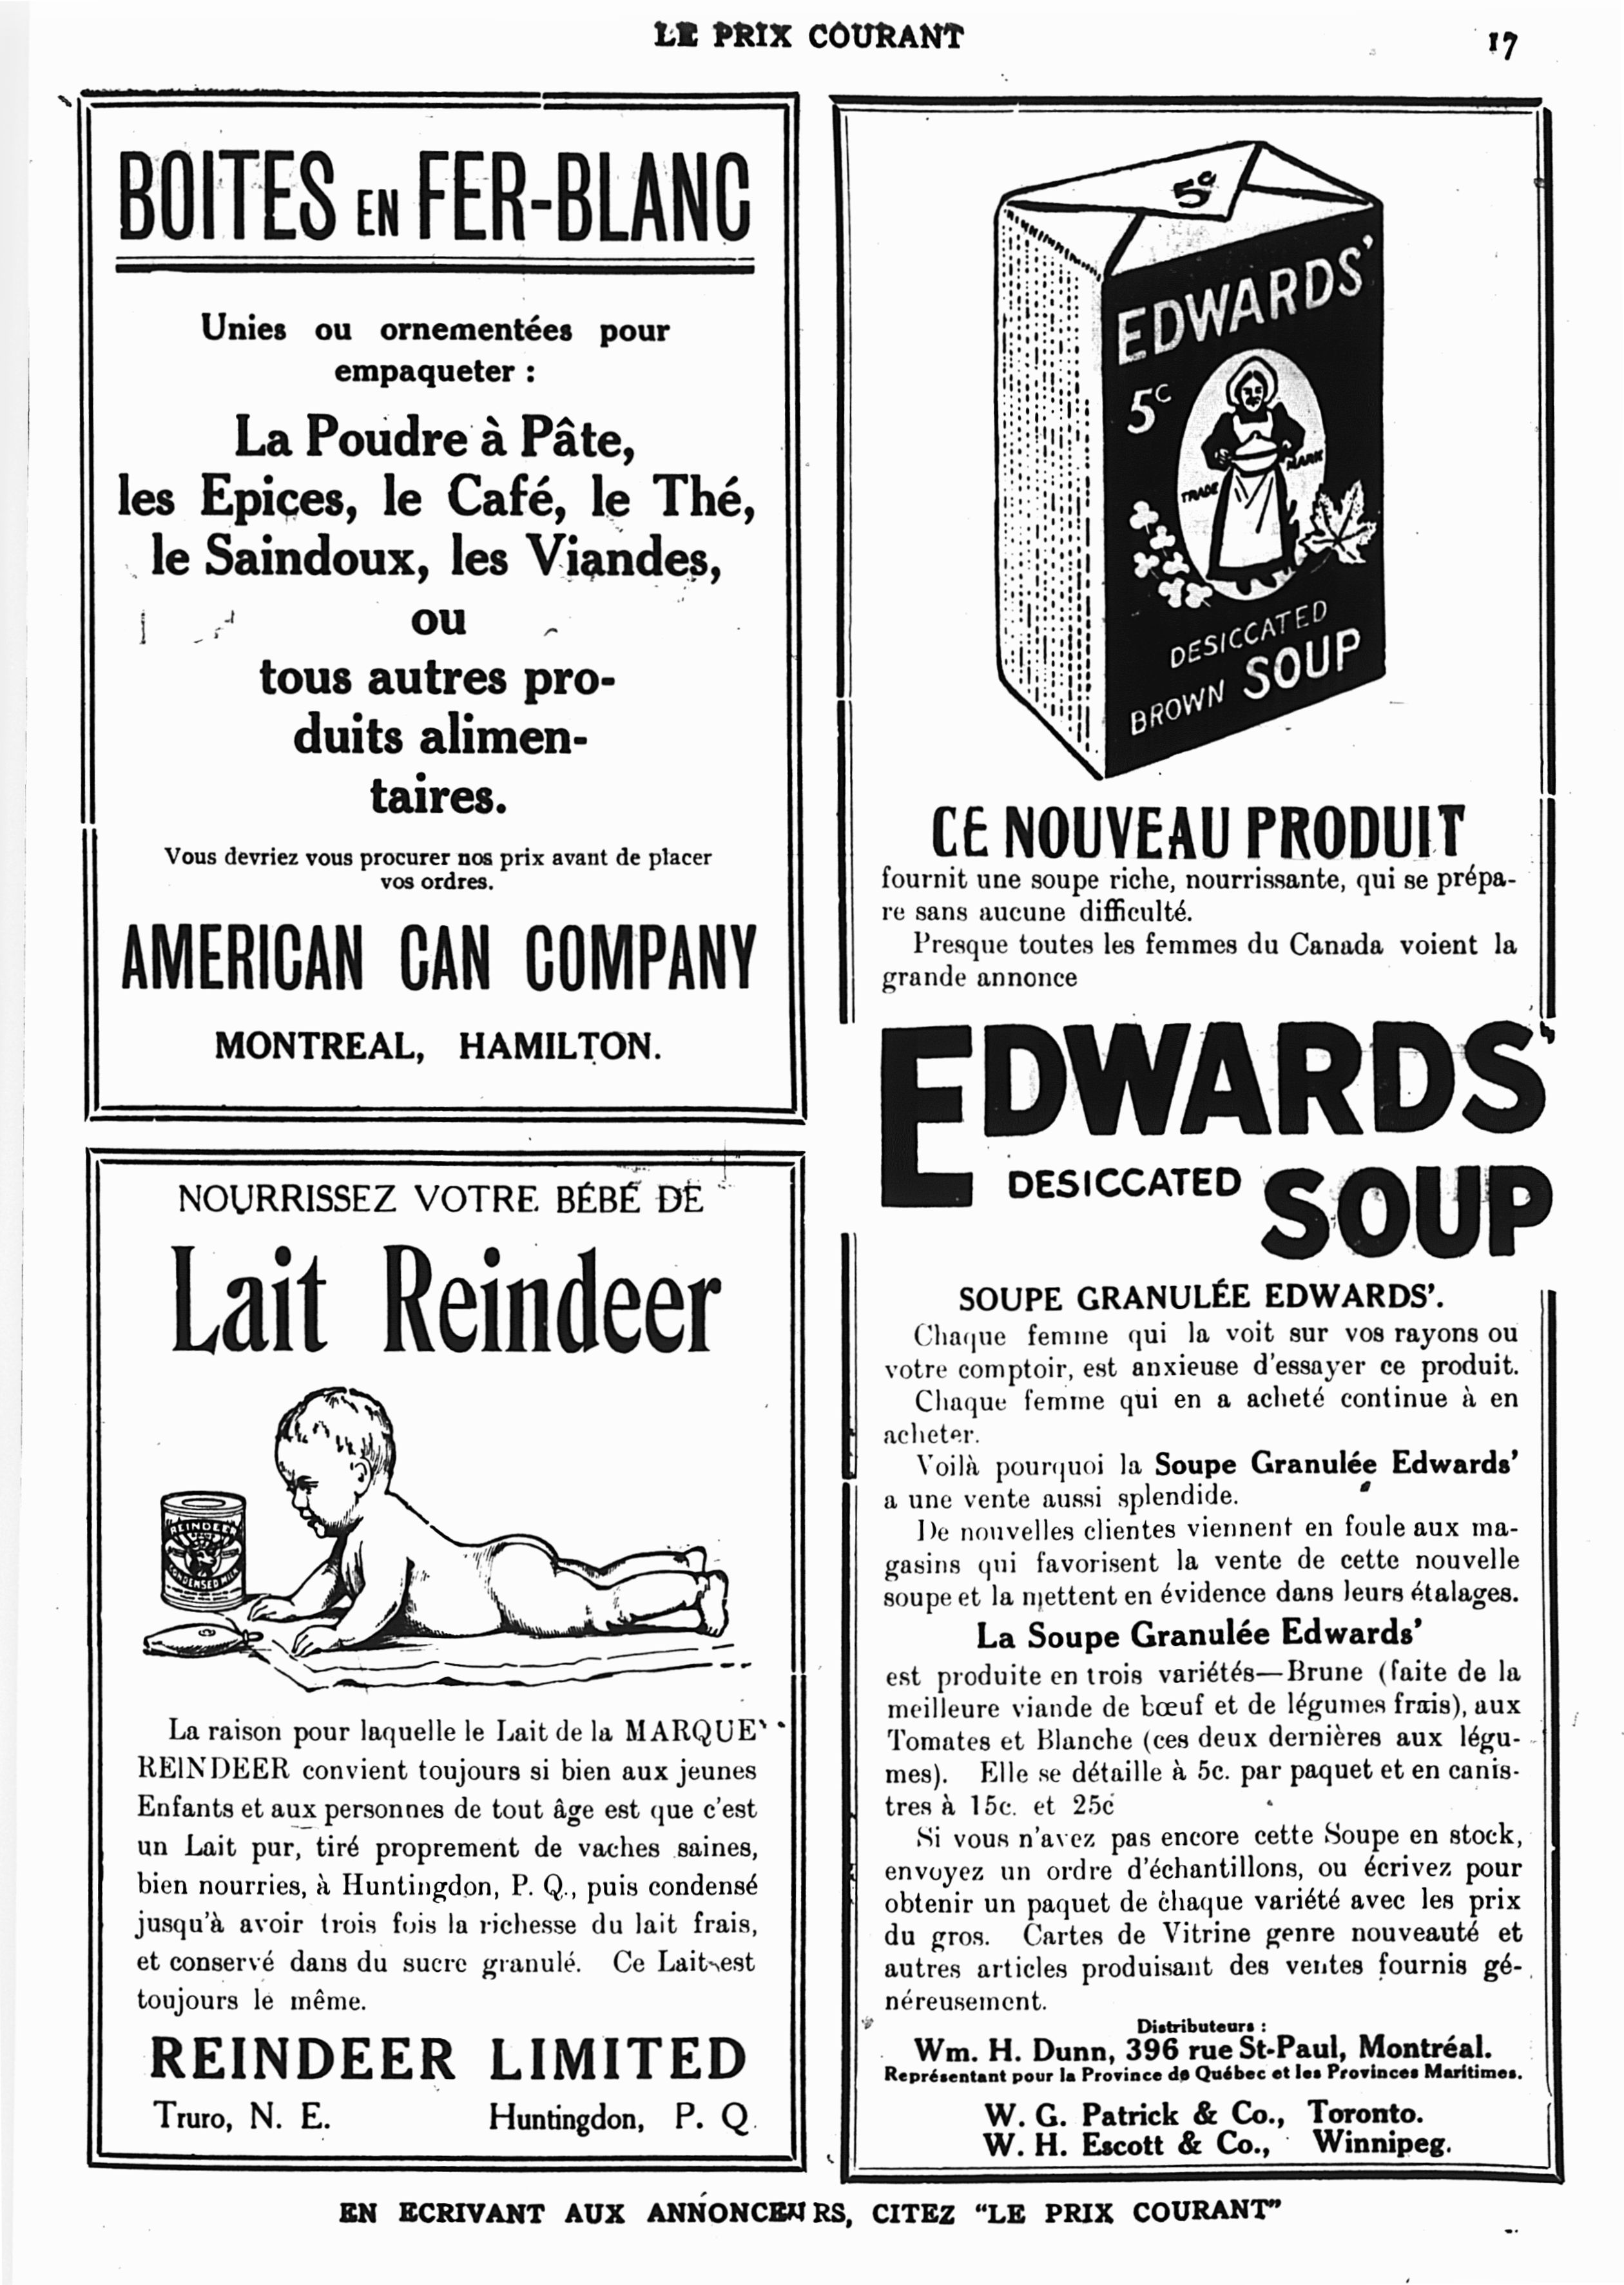 LE PRIX COURANT
17
BOITES EN FER-BLANC
Unies ou ornementées pour
empaqueter :
La Poudre à Pâte,
les Epices, le Café, le Thé,
le Saindoux, les Viandes,
ou
tous autres pro-
duits alimen-
taires.
Vous devriez vous procurer nos prix avant de placer
vos ordres.
AMERICAN CAN COMPANY
MONTREAL, HAMILTON.
NOURRISSEZ VOTRE BÉBÉ DE
Lait Reindeer
REINDEER
CONDENSED MILK
La raison pour laquelle le Lait de la MARQUE
REINDEER convient toujours si bien aux jeunes
Enfants et aux personnes de tout âge est que c'est
un Lait pur, tiré proprement de vaches saines,
bien nourries, à Huntingdon, P. Q., puis condensé
jusqu'à avoir trois fois la richesse du lait frais,
et conservé dans du sucre granulé. Ce Lait est
toujours le même.
REINDEER LIMITED
Truro, N. E. Huntingdon, P. Q.
5c
EDWARDS'
5c
TRADE MARK
DESICCATED
BROWN SOUP
CE NOUVEAU PRODUIT
fournit une soupe riche, nourrissante, qui se prépa-
re sans aucune difficulté.
Presque toutes les femmes du Canada voient la
grande annonce
EDWARDS'
DESICCATED SOUP
SOUPE GRANULÉE EDWARDS'.
Chaque femme qui la voit sur vos rayons ou
votre comptoir, est anxieuse d'essayer ce produit.
Chaque femme qui en a acheté continue à en
acheter.
Voilà pourquoi la Soupe Granulée Edwards'
a une vente aussi splendide.
De nouvelles clientes viennent en foule aux ma-
gasins qui favorisent la vente de cette nouvelle
soupe et la mettent en évidence dans leurs étalages.
La Soupe Granulée Edwards'
est produite en trois variétés—Brune (faite de la
meilleure viande de bœuf et de légumes frais), aux
Tomates et Blanche (ces deux dernières aux légu-
mes). Elle se détaille à 5c. par paquet et en canis-
tres à 15c. et 25c
Si vous n'avez pas encore cette Soupe en stock,
envoyez un ordre d'échantillons, ou écrivez pour
obtenir un paquet de chaque variété avec les prix
du gros. Cartes de Vitrine genre nouveauté et
autres articles produisant des ventes fournis gé-
néreusement.
Distributeurs :
Wm. H. Dunn, 396 rue St-Paul, Montréal.
Représentant pour la Province de Québec et les Provinces Maritimes.
W. G. Patrick & Co., Toronto.
W. H. Escott & Co., Winnipeg.
EN ECRIVANT AUX ANNONCEURS, CITEZ "LE PRIX COURANT"